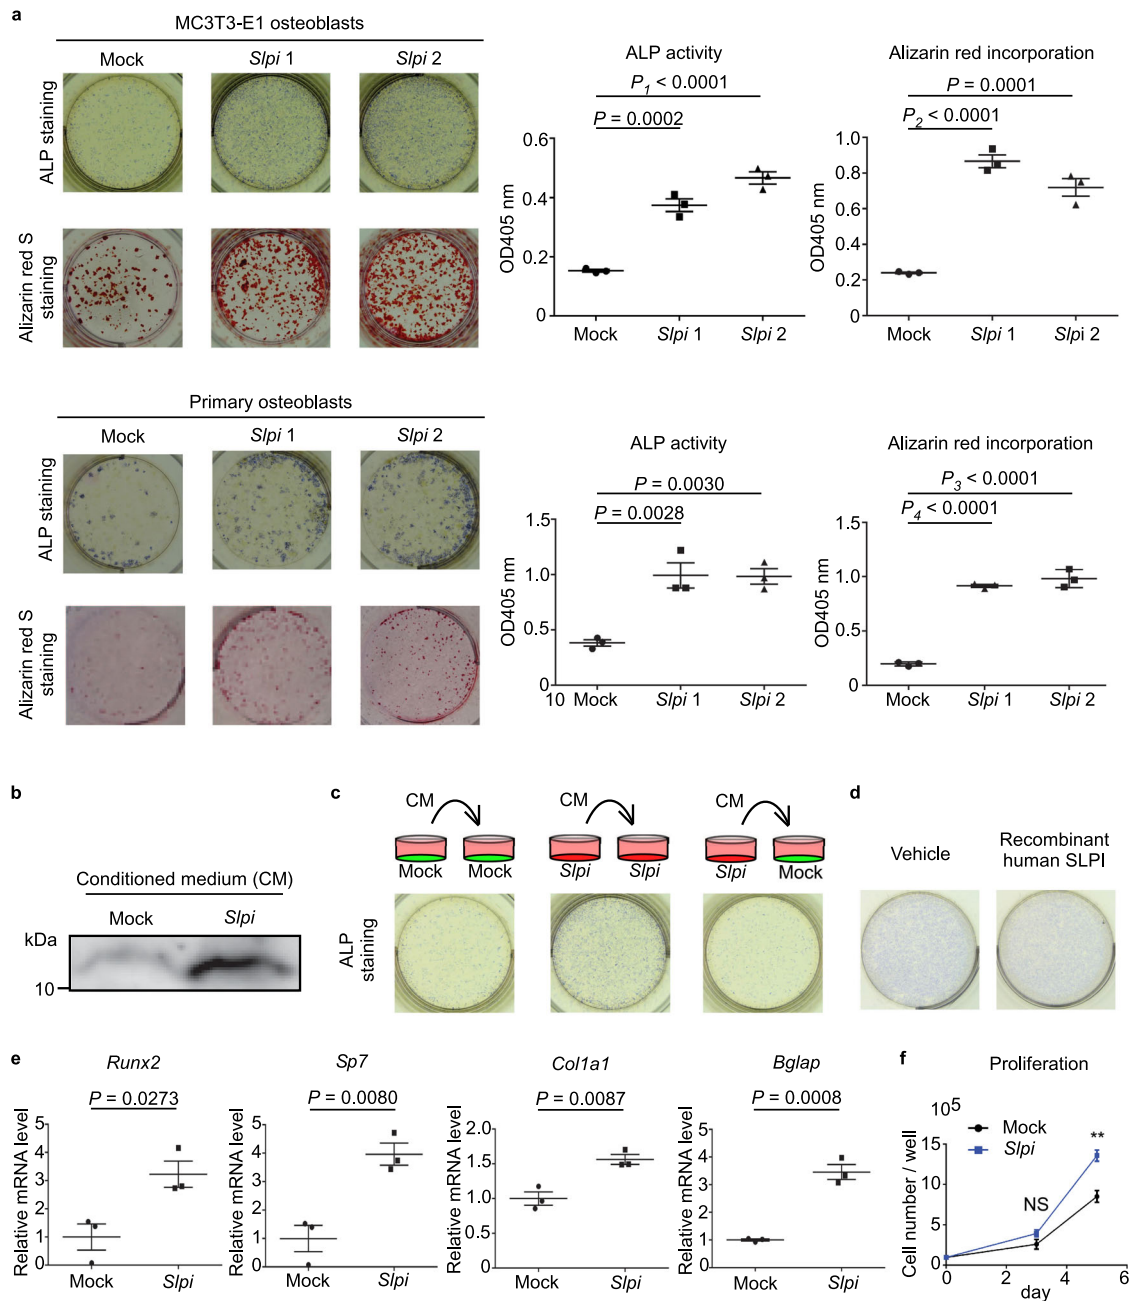 a
MC3T3-E1 osteoblasts
Mock
Slpi 1
Slpi 2
ALP staining
Alizarin red S
staining
ALP activity
P1 < 0.0001
P = 0.0002
0.6
0.4
0.2
0
OD405 nm
Mock
Slpi 1
Slpi 2
Alizarin red incorporation
P = 0.0001
P2 < 0.0001
1.0
0.8
0.6
0.4
0.2
0
OD405 nm
Mock
Slpi 1
Slpi 2
Primary osteoblasts
Mock
Slpi 1
Slpi 2
ALP staining
Alizarin red S
staining
ALP activity
P = 0.0030
P = 0.0028
1.5
1.0
0.5
0
OD405 nm
10
Mock
Slpi 1
Slpi 2
Alizarin red incorporation
P3 < 0.0001
P4 < 0.0001
1.5
1.0
0.5
0
OD405 nm
Mock
Slpi 1
Slpi 2
b
Conditioned medium (CM)
Mock
Slpi
kDa
10
c
CM
Mock
Mock
CM
Slpi
Slpi
CM
Slpi
Mock
ALP
staining
d
Vehicle
Recombinant
human SLPI
e
Runx2
P = 0.0273
Relative mRNA level
5
4
3
2
1
0
Mock
Slpi
Sp7
P = 0.0080
Relative mRNA level
5
4
3
2
1
0
Mock
Slpi
Col1a1
P = 0.0087
Relative mRNA level
2.0
1.0
0
Mock
Slpi
Bglap
P = 0.0008
Relative mRNA level
5
4
3
2
1
0
Mock
Slpi
f
Proliferation
10^5
Mock
Slpi
**
NS
Cell number / well
15
10
5
0
0
2
4
6
day